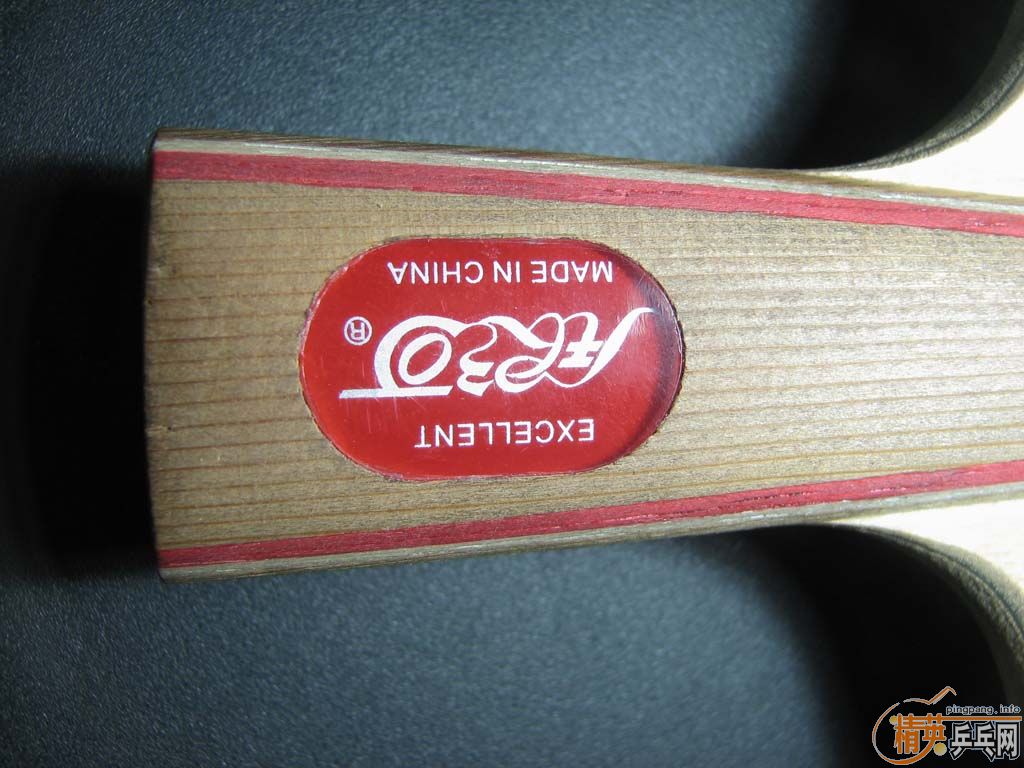 EXCELLENT
®
MADE IN CHINA
pingpang.info
精英乒乓网